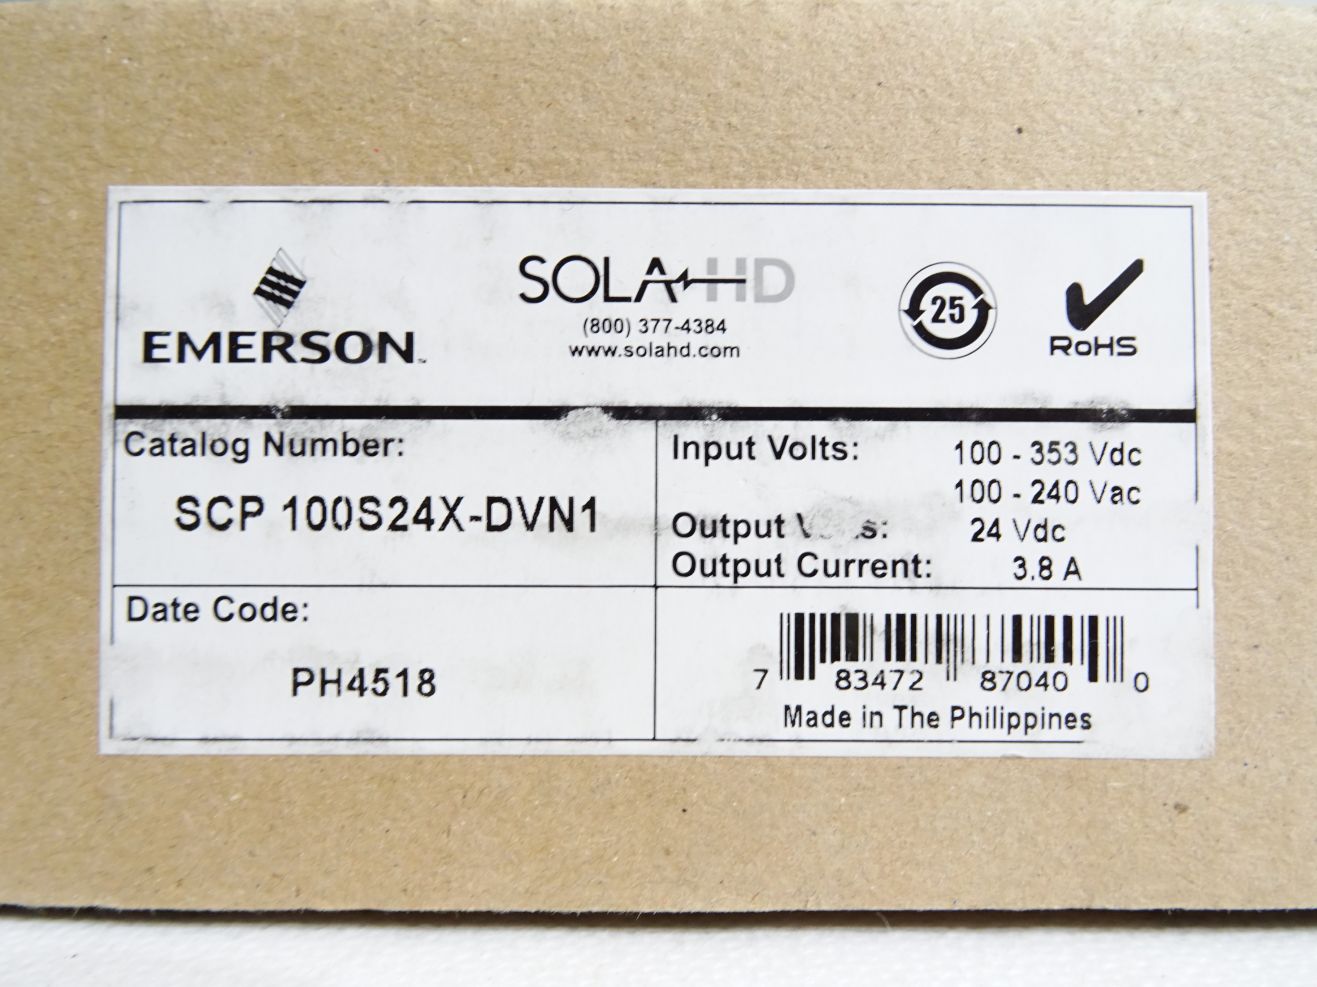 EMERSON
SOLA HD
(800) 377-4384
www.solahd.com
25
RoHS
Catalog Number:
SCP 100S24X-DVN1
Input Volts: 100 - 353 Vdc
100 - 240 Vac
Output 24 Vdc
Output Current: 3.8 A
Date Code:
PH4518
7 83472 87040 0
Made in The Philippines